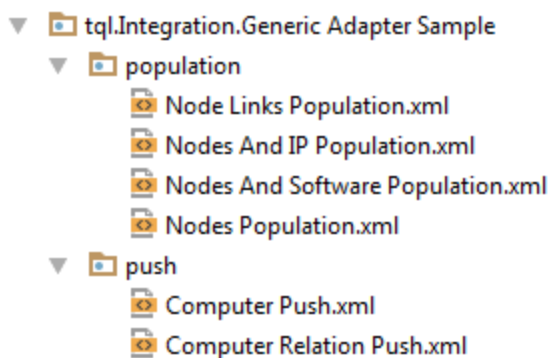 tql.Integration.Generic Adapter Sample
population
Node Links Population.xml
Nodes And IP Population.xml
Nodes And Software Population.xml
Nodes Population.xml
push
Computer Push.xml
Computer Relation Push.xml